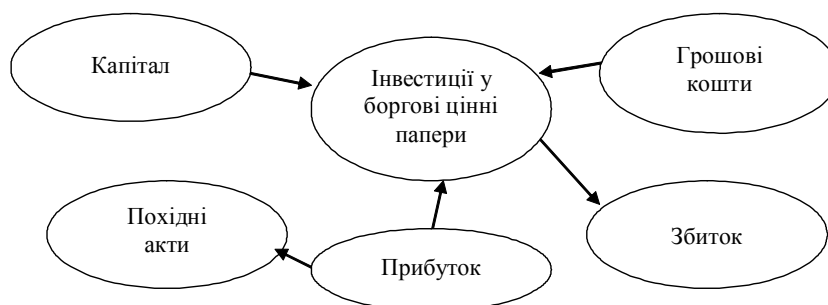 Капітал
Інвестиції у
боргові цінні
папери
Грошові
кошти
Похідні
акти
Прибуток
Збиток